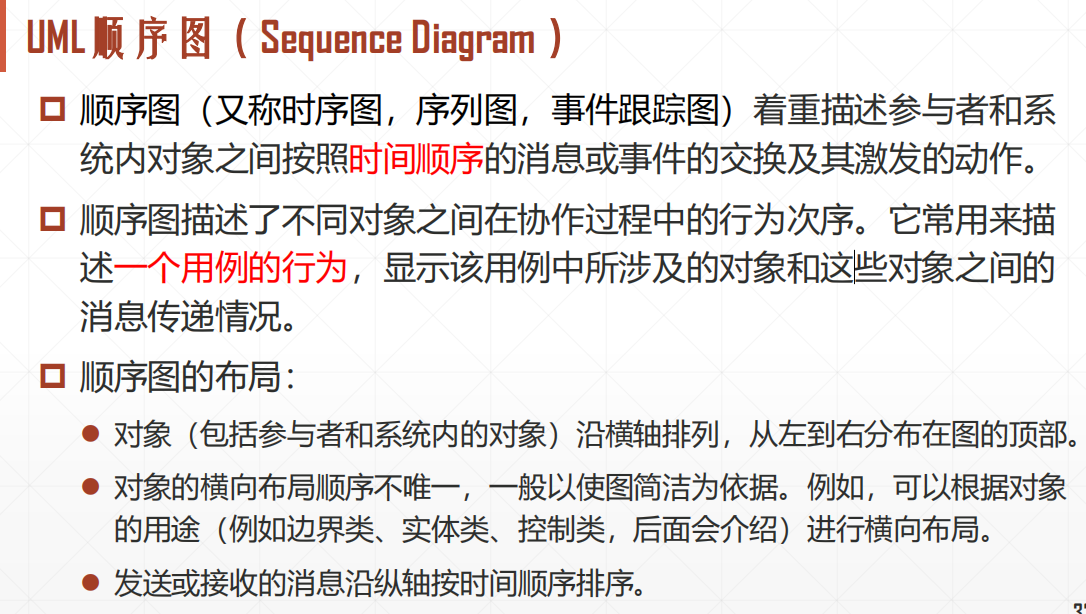 UML顺序图（Sequence Diagram）
顺序图（又称时序图，序列图，事件跟踪图）着重描述参与者和系
统内对象之间按照时间顺序的消息或事件的交换及其激发的动作。
顺序图描述了不同对象之间在协作过程中的行为次序。它常用来描
述一个用例的行为，显示该用例中所涉及的对象和这些对象之间的
消息传递情况。
顺序图的布局：
对象（包括参与者和系统内的对象）沿横轴排列，从左到右分布在图的顶部。
对象的横向布局顺序不唯一，一般以使图简洁为依据。例如，可以根据对象
的用途（例如边界类、实体类、控制类，后面会介绍）进行横向布局。
发送或接收的消息沿纵轴按时间顺序排序。